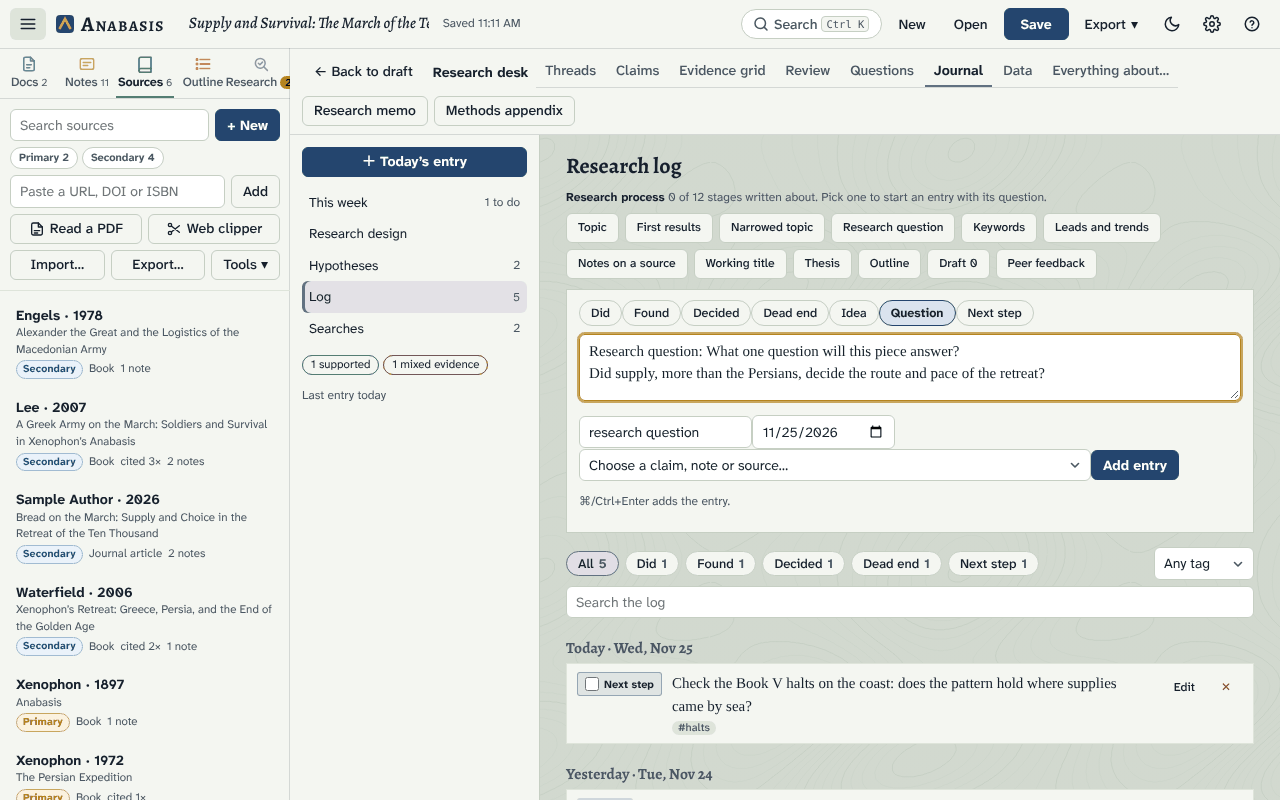 ANABASIS
Supply and Survival: The March of the
Saved 11:11 AM
Search Ctrl K
New
Open
Save
Export ▾
Docs 2
Notes 11
Sources 6
Outline
Research
← Back to draft
Research desk
Threads
Claims
Evidence grid
Review
Questions
Journal
Data
Everything about...
Research memo
Methods appendix
Search sources
+ New
Primary 2
Secondary 4
Paste a URL, DOI or ISBN
Add
Read a PDF
Web clipper
Import...
Export...
Tools ▾
Engels · 1978
Alexander the Great and the Logistics of the
Macedonian Army
Secondary Book 1 note
Lee · 2007
A Greek Army on the March: Soldiers and Survival
in Xenophon's Anabasis
Secondary Book cited 3× 2 notes
Sample Author · 2026
Bread on the March: Supply and Choice in the
Retreat of the Ten Thousand
Secondary Journal article 2 notes
Waterfield · 2006
Xenophon's Retreat: Greece, Persia, and the End of
the Golden Age
Secondary Book cited 2× 1 note
Xenophon · 1897
Anabasis
Primary Book 1 note
Xenophon · 1972
The Persian Expedition
Primary Book cited 1×
+ Today's entry
This week 1 to do
Research design
Hypotheses 2
Log 5
Searches 2
1 supported
1 mixed evidence
Last entry today
Research log
Research process 0 of 12 stages written about. Pick one to start an entry with its question.
Topic
First results
Narrowed topic
Research question
Keywords
Leads and trends
Notes on a source
Working title
Thesis
Outline
Draft 0
Peer feedback
Did
Found
Decided
Dead end
Idea
Question
Next step
Research question: What one question will this piece answer?
Did supply, more than the Persians, decide the route and pace of the retreat?
research question
11/25/2026
Choose a claim, note or source...
Add entry
⌘/Ctrl+Enter adds the entry.
All 5
Did 1
Found 1
Decided 1
Dead end 1
Next step 1
Any tag
Search the log
Today · Wed, Nov 25
Next step
Check the Book V halts on the coast: does the pattern hold where supplies
came by sea?
#halts
Edit
×
Yesterday · Tue, Nov 24